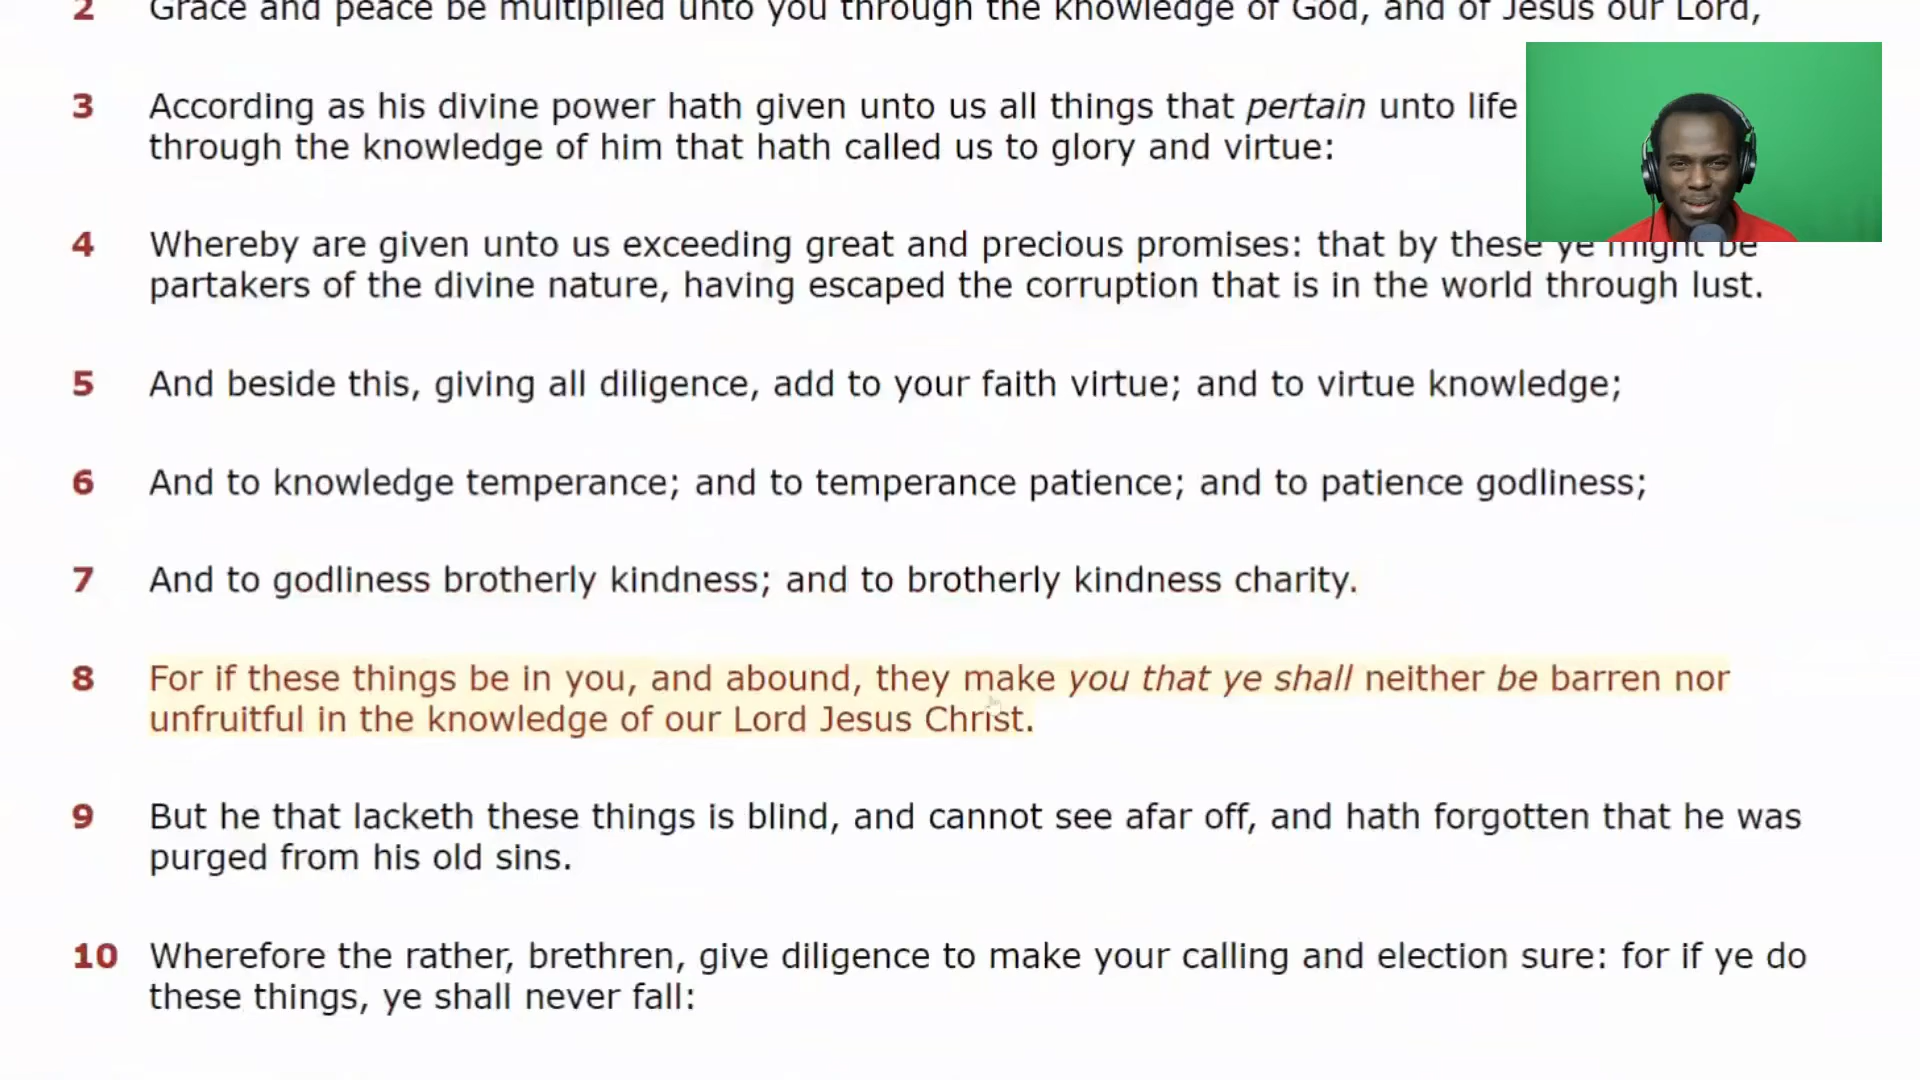 2 Grace and peace be multiplied unto you through the knowledge of God, and of Jesus our Lord,
3 According as his divine power hath given unto us all things that pertain unto life
through the knowledge of him that hath called us to glory and virtue:
4 Whereby are given unto us exceeding great and precious promises: that by these ye might be
partakers of the divine nature, having escaped the corruption that is in the world through lust.
5 And beside this, giving all diligence, add to your faith virtue; and to virtue knowledge;
6 And to knowledge temperance; and to temperance patience; and to patience godliness;
7 And to godliness brotherly kindness; and to brotherly kindness charity.
8 For if these things be in you, and abound, they make you that ye shall neither be barren nor
unfruitful in the knowledge of our Lord Jesus Christ.
9 But he that lacketh these things is blind, and cannot see afar off, and hath forgotten that he was
purged from his old sins.
10 Wherefore the rather, brethren, give diligence to make your calling and election sure: for if ye do
these things, ye shall never fall: